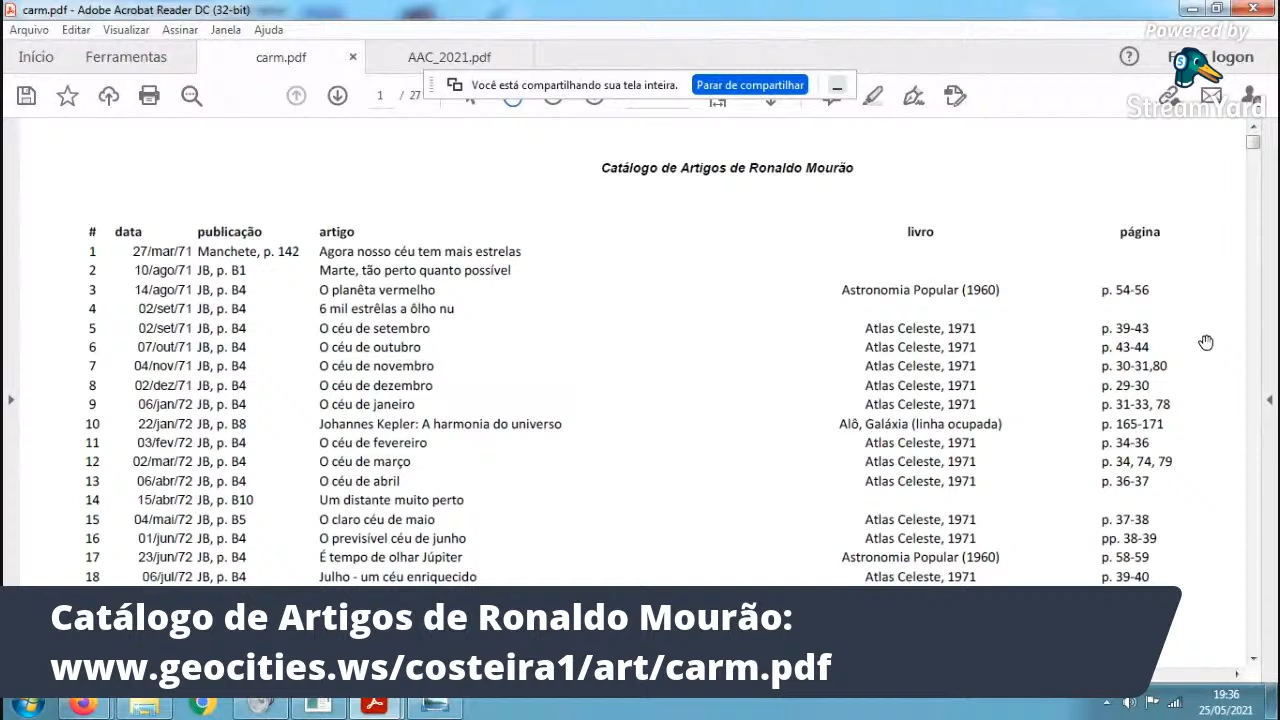 carm.pdf - Adobe Acrobat Reader DC (32-bit)
Arquivo Editar Visualizar Assinar Janela Ajuda
Powered by
Início Ferramentas carm.pdf AAC_2021.pdf logon
Você está compartilhando sua tela inteira. Parar de compartilhar
1 / 27
StreamYard
Catálogo de Artigos de Ronaldo Mourão
# data publicação artigo livro página
1 27/mar/71 Manchete, p. 142 Agora nosso céu tem mais estrelas
2 10/ago/71 JB, p. B1 Marte, tão perto quanto possível
3 14/ago/71 JB, p. B4 O planêta vermelho Astronomia Popular (1960) p. 54-56
4 02/set/71 JB, p. B4 6 mil estrêlas a ôlho nu
5 02/set/71 JB, p. B4 O céu de setembro Atlas Celeste, 1971 p. 39-43
6 07/out/71 JB, p. B4 O céu de outubro Atlas Celeste, 1971 p. 43-44
7 04/nov/71 JB, p. B4 O céu de novembro Atlas Celeste, 1971 p. 30-31,80
8 02/dez/71 JB, p. B4 O céu de dezembro Atlas Celeste, 1971 p. 29-30
9 06/jan/72 JB, p. B4 O céu de janeiro Atlas Celeste, 1971 p. 31-33, 78
10 22/jan/72 JB, p. B8 Johannes Kepler: A harmonia do universo Alô, Galáxia (linha ocupada) p. 165-171
11 03/fev/72 JB, p. B4 O céu de fevereiro Atlas Celeste, 1971 p. 34-36
12 02/mar/72 JB, p. B4 O céu de março Atlas Celeste, 1971 p. 34, 74, 79
13 06/abr/72 JB, p. B4 O céu de abril Atlas Celeste, 1971 p. 36-37
14 15/abr/72 JB, p. B10 Um distante muito perto
15 04/mai/72 JB, p. B5 O claro céu de maio Atlas Celeste, 1971 p. 37-38
16 01/jun/72 JB, p. B4 O previsível céu de junho Atlas Celeste, 1971 pp. 38-39
17 23/jun/72 JB, p. B4 É tempo de olhar Júpiter Astronomia Popular (1960) p. 58-59
18 06/jul/72 JB, p. B4 Julho - um céu enriquecido Atlas Celeste, 1971 p. 39-40
Catálogo de Artigos de Ronaldo Mourão:
www.geocities.ws/costeira1/art/carm.pdf
19:36
25/05/2021